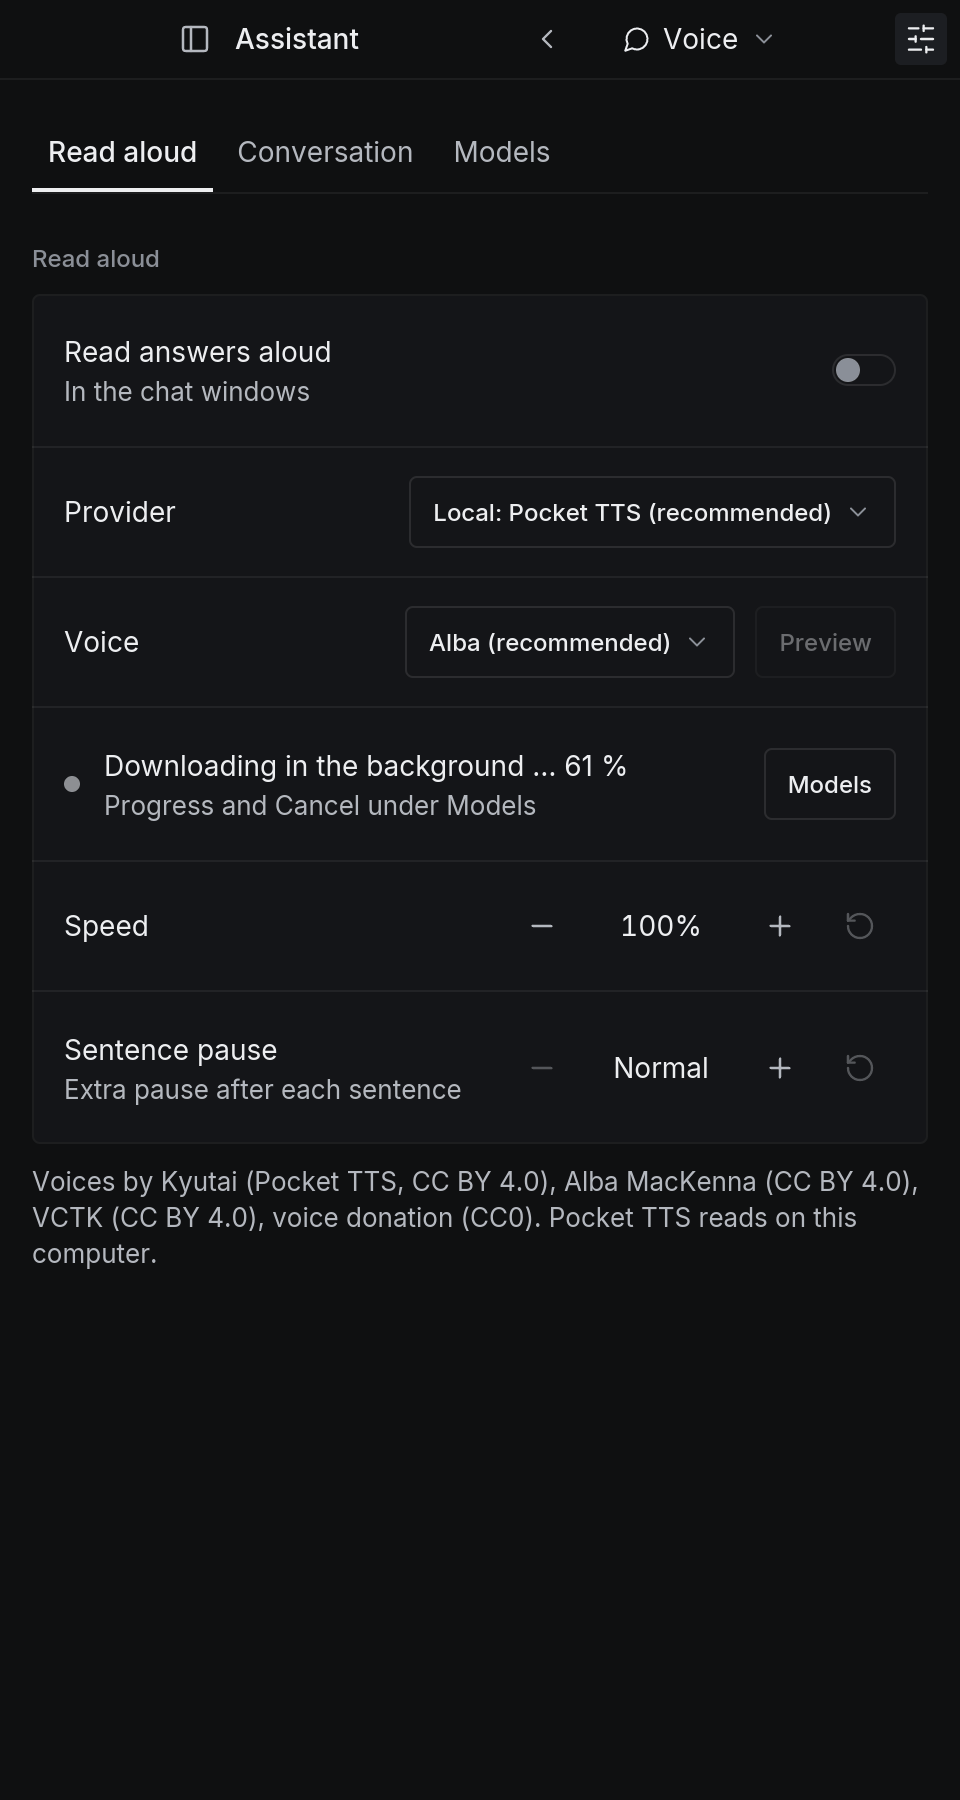 Assistant
Voice
Read aloud
Conversation
Models
Read aloud
Read answers aloud
In the chat windows
Provider
Local: Pocket TTS (recommended)
Voice
Alba (recommended)
Preview
Downloading in the background ... 61 %
Progress and Cancel under Models
Models
Speed
100%
Sentence pause
Extra pause after each sentence
Normal
Voices by Kyutai (Pocket TTS, CC BY 4.0), Alba MacKenna (CC BY 4.0),
VCTK (CC BY 4.0), voice donation (CC0). Pocket TTS reads on this
computer.